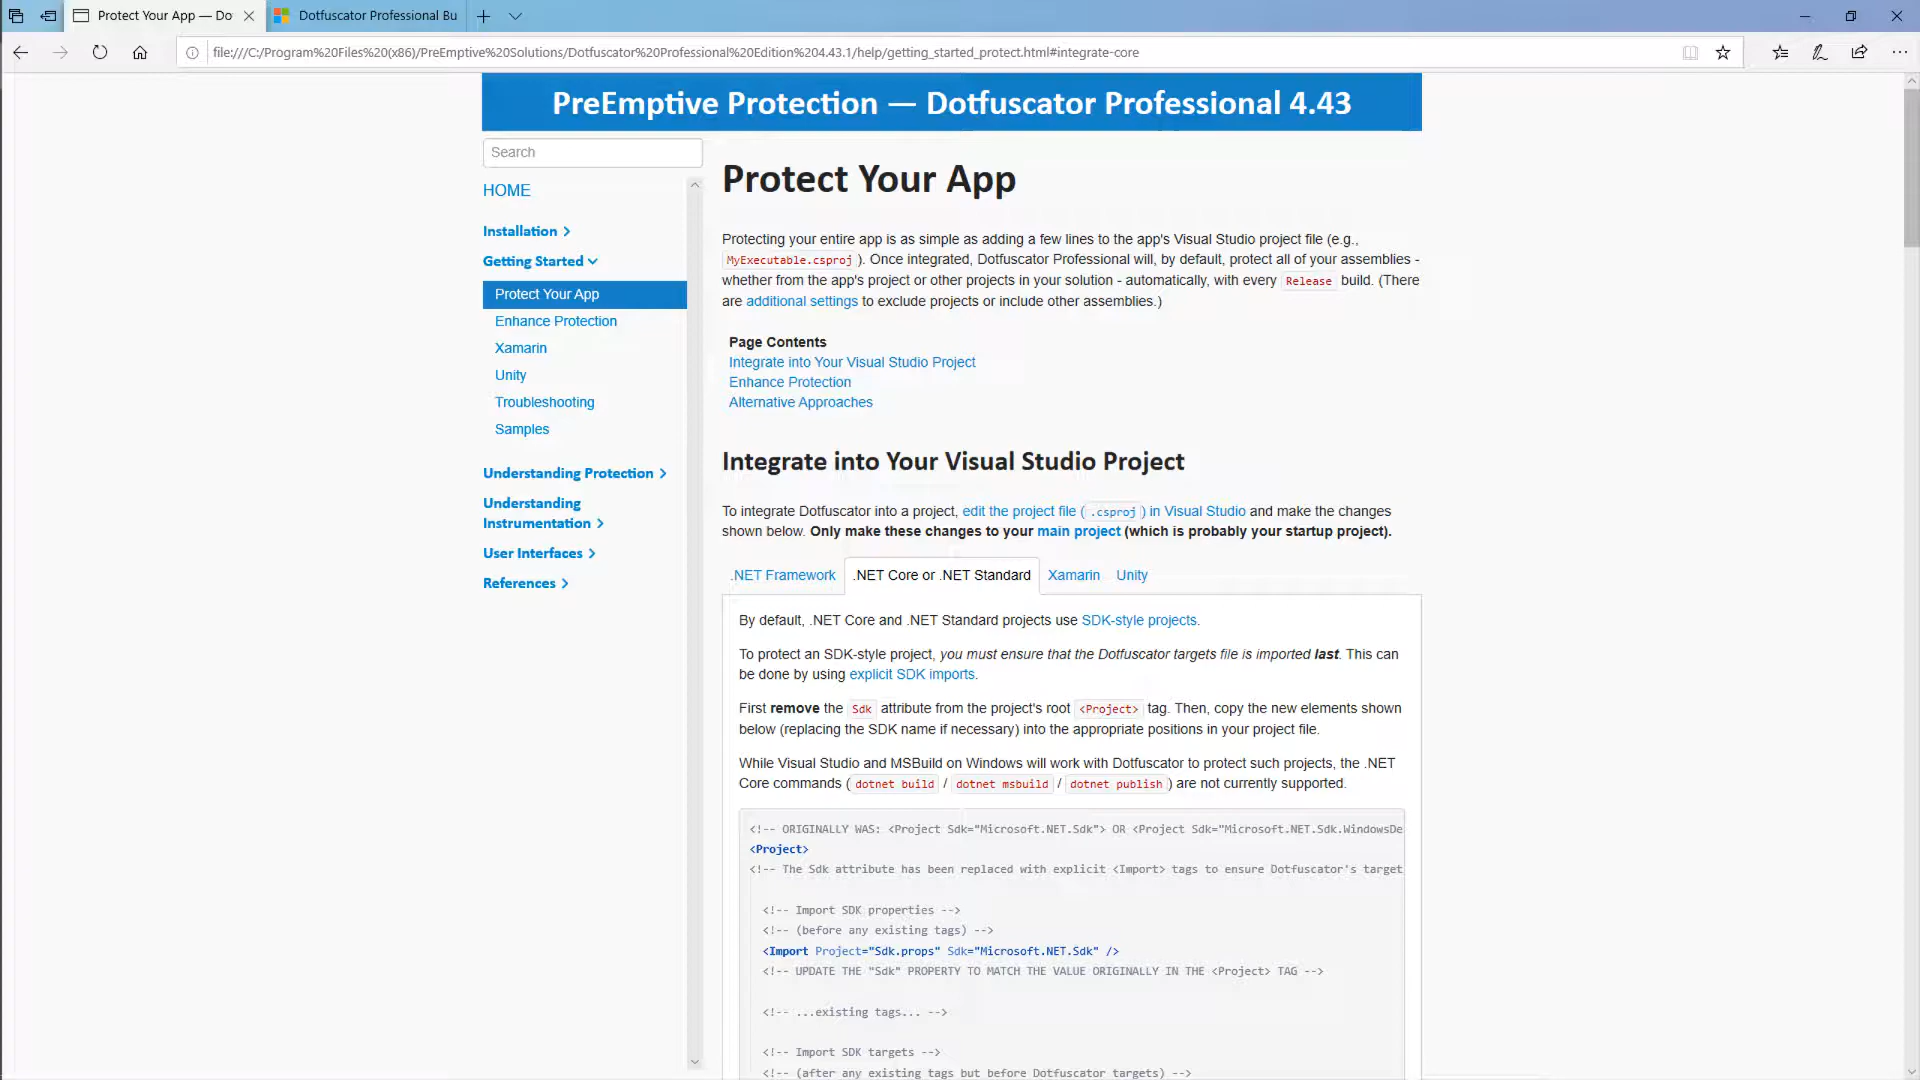 Protect Your App — Do
Dotfuscator Professional Bu
file:///C:/Program%20Files%20(x86)/PreEmptive%20Solutions/Dotfuscator%20Professional%20Edition%204.43.1/help/getting_started_protect.html#integrate-core
PreEmptive Protection — Dotfuscator Professional 4.43
Search
HOME
Installation
Getting Started
Protect Your App
Enhance Protection
Xamarin
Unity
Troubleshooting
Samples
Understanding Protection
Understanding
Instrumentation
User Interfaces
References
Protect Your App
Protecting your entire app is as simple as adding a few lines to the app's Visual Studio project file (e.g.,
MyExecutable.csproj ). Once integrated, Dotfuscator Professional will, by default, protect all of your assemblies -
whether from the app's project or other projects in your solution - automatically, with every Release build. (There
are additional settings to exclude projects or include other assemblies.)
Page Contents
Integrate into Your Visual Studio Project
Enhance Protection
Alternative Approaches
Integrate into Your Visual Studio Project
To integrate Dotfuscator into a project, edit the project file ( .csproj ) in Visual Studio and make the changes
shown below. Only make these changes to your main project (which is probably your startup project).
.NET Framework
.NET Core or .NET Standard
Xamarin
Unity
By default, .NET Core and .NET Standard projects use SDK-style projects.
To protect an SDK-style project, you must ensure that the Dotfuscator targets file is imported last. This can
be done by using explicit SDK imports.
First remove the Sdk attribute from the project's root <Project> tag. Then, copy the new elements shown
below (replacing the SDK name if necessary) into the appropriate positions in your project file.
While Visual Studio and MSBuild on Windows will work with Dotfuscator to protect such projects, the .NET
Core commands ( dotnet build / dotnet msbuild / dotnet publish ) are not currently supported.
<!-- ORIGINALLY WAS: <Project Sdk="Microsoft.NET.Sdk"> OR <Project Sdk="Microsoft.NET.Sdk.WindowsDe
<Project>
<!-- The Sdk attribute has been replaced with explicit <Import> tags to ensure Dotfuscator's target
<!-- Import SDK properties -->
<!-- (before any existing tags) -->
<Import Project="Sdk.props" Sdk="Microsoft.NET.Sdk" />
<!-- UPDATE THE "Sdk" PROPERTY TO MATCH THE VALUE ORIGINALLY IN THE <Project> TAG -->
<!-- ...existing tags... -->
<!-- Import SDK targets -->
<!-- (after any existing tags but before Dotfuscator targets) -->